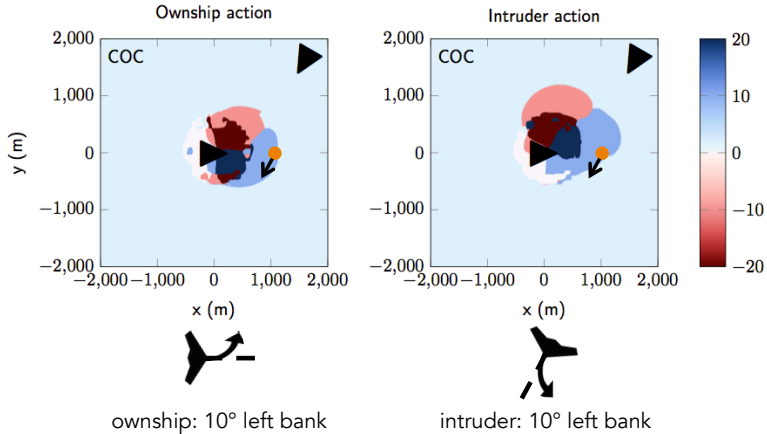 Ownship action
Intruder action
2,000
1,000
0
−1,000
−2,000
y (m)
COC
−2,000 −1,000 0 1,000 2,000
x (m)
2,000
1,000
0
−1,000
−2,000
COC
−2,000 −1,000 0 1,000 2,000
x (m)
20
10
0
−10
−20
ownship: 10° left bank
intruder: 10° left bank